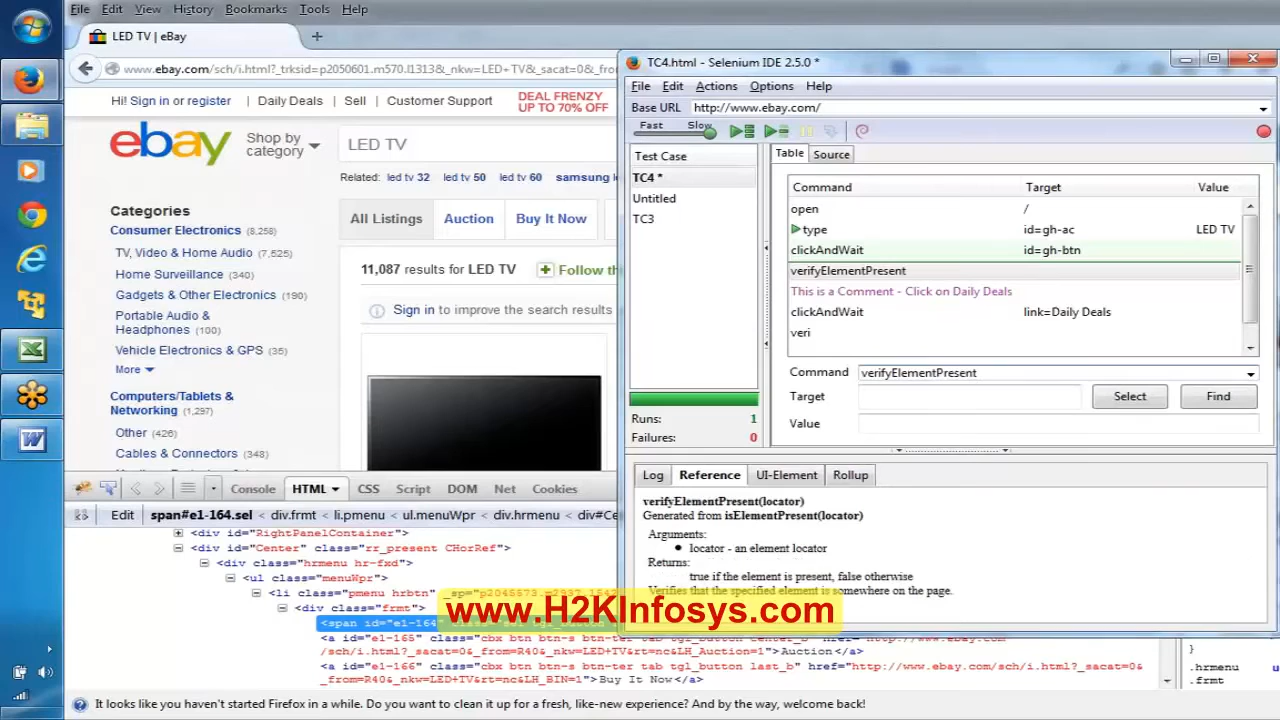 File Edit View History Bookmarks Tools Help
LED TV | eBay
www.ebay.com/sch/i.html?_trksid=p2050601.m570.l1313&_nkw=LED+TV&_sacat=0&_fro
Hi! Sign in or register Daily Deals Sell Customer Support DEAL FRENZY
UP TO 70% OFF
ebay Shop by
category LED TV
Related: led tv 32 led tv 50 led tv 60 samsung
Categories
Consumer Electronics (8,258)
TV, Video & Home Audio (7,525)
Home Surveillance (340)
Gadgets & Other Electronics (190)
Portable Audio &
Headphones (100)
Vehicle Electronics & GPS (35)
More
Computers/Tablets &
Networking (1,297)
Other (426)
Cables & Connectors (348)
All Listings Auction Buy It Now
11,087 results for LED TV Follow th
Sign in to improve the search results
TC4.html - Selenium IDE 2.5.0 *
File Edit Actions Options Help
Base URL http://www.ebay.com/
Fast Slow
Test Case
TC4 *
Untitled
TC3
Runs: 1
Failures: 0
Table Source
Command Target Value
open /
type id=gh-ac LED TV
clickAndWait id=gh-btn
verifyElementPresent
This is a Comment - Click on Daily Deals
clickAndWait link=Daily Deals
veri
Command verifyElementPresent
Target Select Find
Value
Log Reference UI-Element Rollup
verifyElementPresent(locator)
Generated from isElementPresent(locator)
Arguments:
locator - an element locator
Returns:
true if the element is present, false otherwise
Verifies that the specified element is somewhere on the page.
Console HTML CSS Script DOM Net Cookies
Edit span#e1-164.sel < div.frmt < li.pmenu < ul.menuWpr < div.hrmenu < div#Ce
<div id="RightPanelContainer">
<div id="Center" class="rr_present CHorRef">
<div class="hrmenu hr-fxd">
<ul class="menuWpr">
<li class="pmenu hrbtn" _sp="p2045573.m2937
<div class="frmt">
<span id="e1-164"
<a id="e1-165" class="cbx btn btn-s btn-ter tab tgl_button
/sch/i.html?_sacat=0&_from=R40&_nkw=LED+TV&rt=nc&LH_Auction=1">Auction</a>
<a id="e1-166" class="cbx btn btn-s btn-ter tab tgl_button last_b" href="http://www.ebay.com/sch/i.html?_sacat=0&
_from=R40&_nkw=LED+TV&rt=nc&LH_BIN=1">Buy It Now</a>
}
.hrmenu u
.frmt
www.H2KInfosys.com
It looks like you haven't started Firefox in a while. Do you want to clean it up for a fresh, like-new experience? And by the way, welcome back!